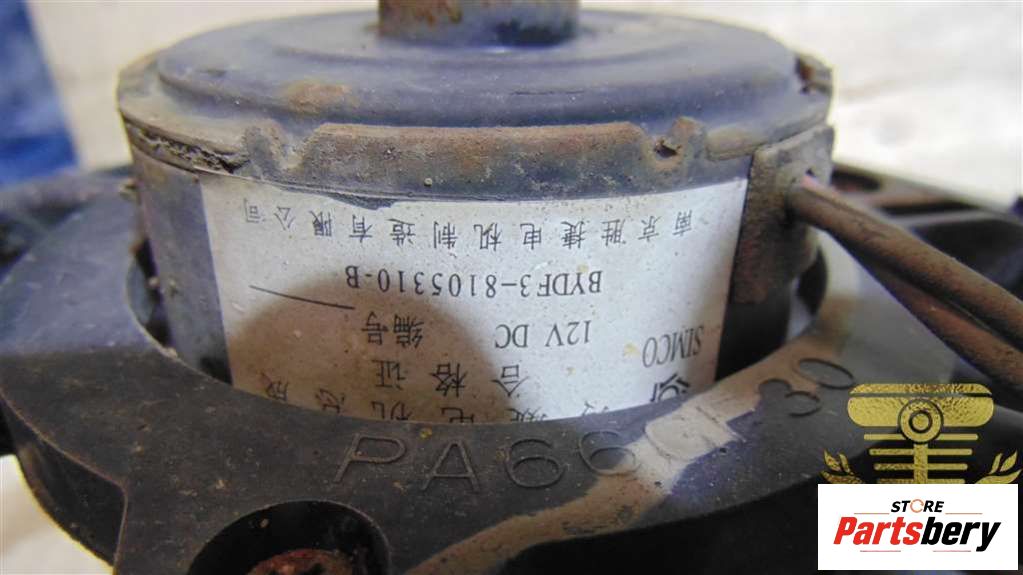 SIMCO 合格证
12V DC 编号
BYDF3-8105310-B
南京胜捷电机制造有限公司
PA66
30
STORE
Partsbery